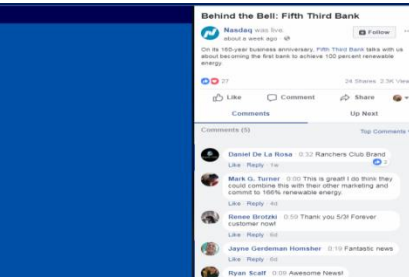 Behind the Bell: Fifth Third Bank
Nasdaq was live.
about a week ago
Follow
On its 160-year business anniversary, Fifth Third Bank talks with us
about becoming the first bank to achieve 100 percent renewable
energy.
27
24 Shares 2.3K View
Like Comment Share
Comments Up Next
Comments (5)
Top Comments
Daniel De La Rosa · 0:32 Ranchers Club Brand
2
Like · Reply · 1w
Mark G. Turner · 0:00 This is great! I do think they
could combine this with their other marketing and
commit to 166% renewable energy.
Like · Reply · 4d
Renee Brotzki · 0:59 Thank you 5/3! Forever
customer now!
Like · Reply · 6d
Jayne Gerdeman Homsher · 0:19 Fantastic news
Like · Reply · 6d
Ryan Scalf · 0:08 Awesome News!